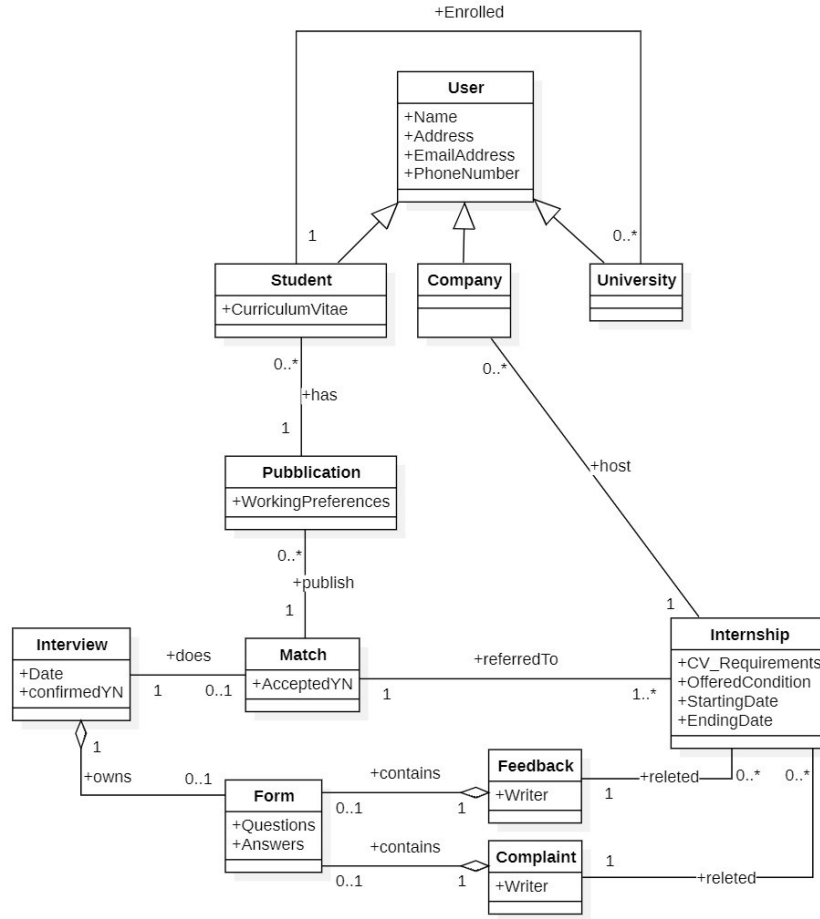 +Enrolled
User
+Name
+Address
+EmailAddress
+PhoneNumber
1
0..*
Student
+CurriculumVitae
Company
University
0..*
0..*
+has
1
+host
Pubblication
+WorkingPreferences
0..*
+publish
1
1
Interview
+Date
+confirmedYN
+does
1
0..1
Match
+AcceptedYN
+referredTo
1
1..*
Internship
+CV_Requirements
+OfferedCondition
+StartingDate
+EndingDate
1
+owns
0..1
Form
+Questions
+Answers
+contains
0..1
1
Feedback
+Writer
1
+releted
0..*
0..*
+contains
0..1
1
Complaint
+Writer
1
+releted